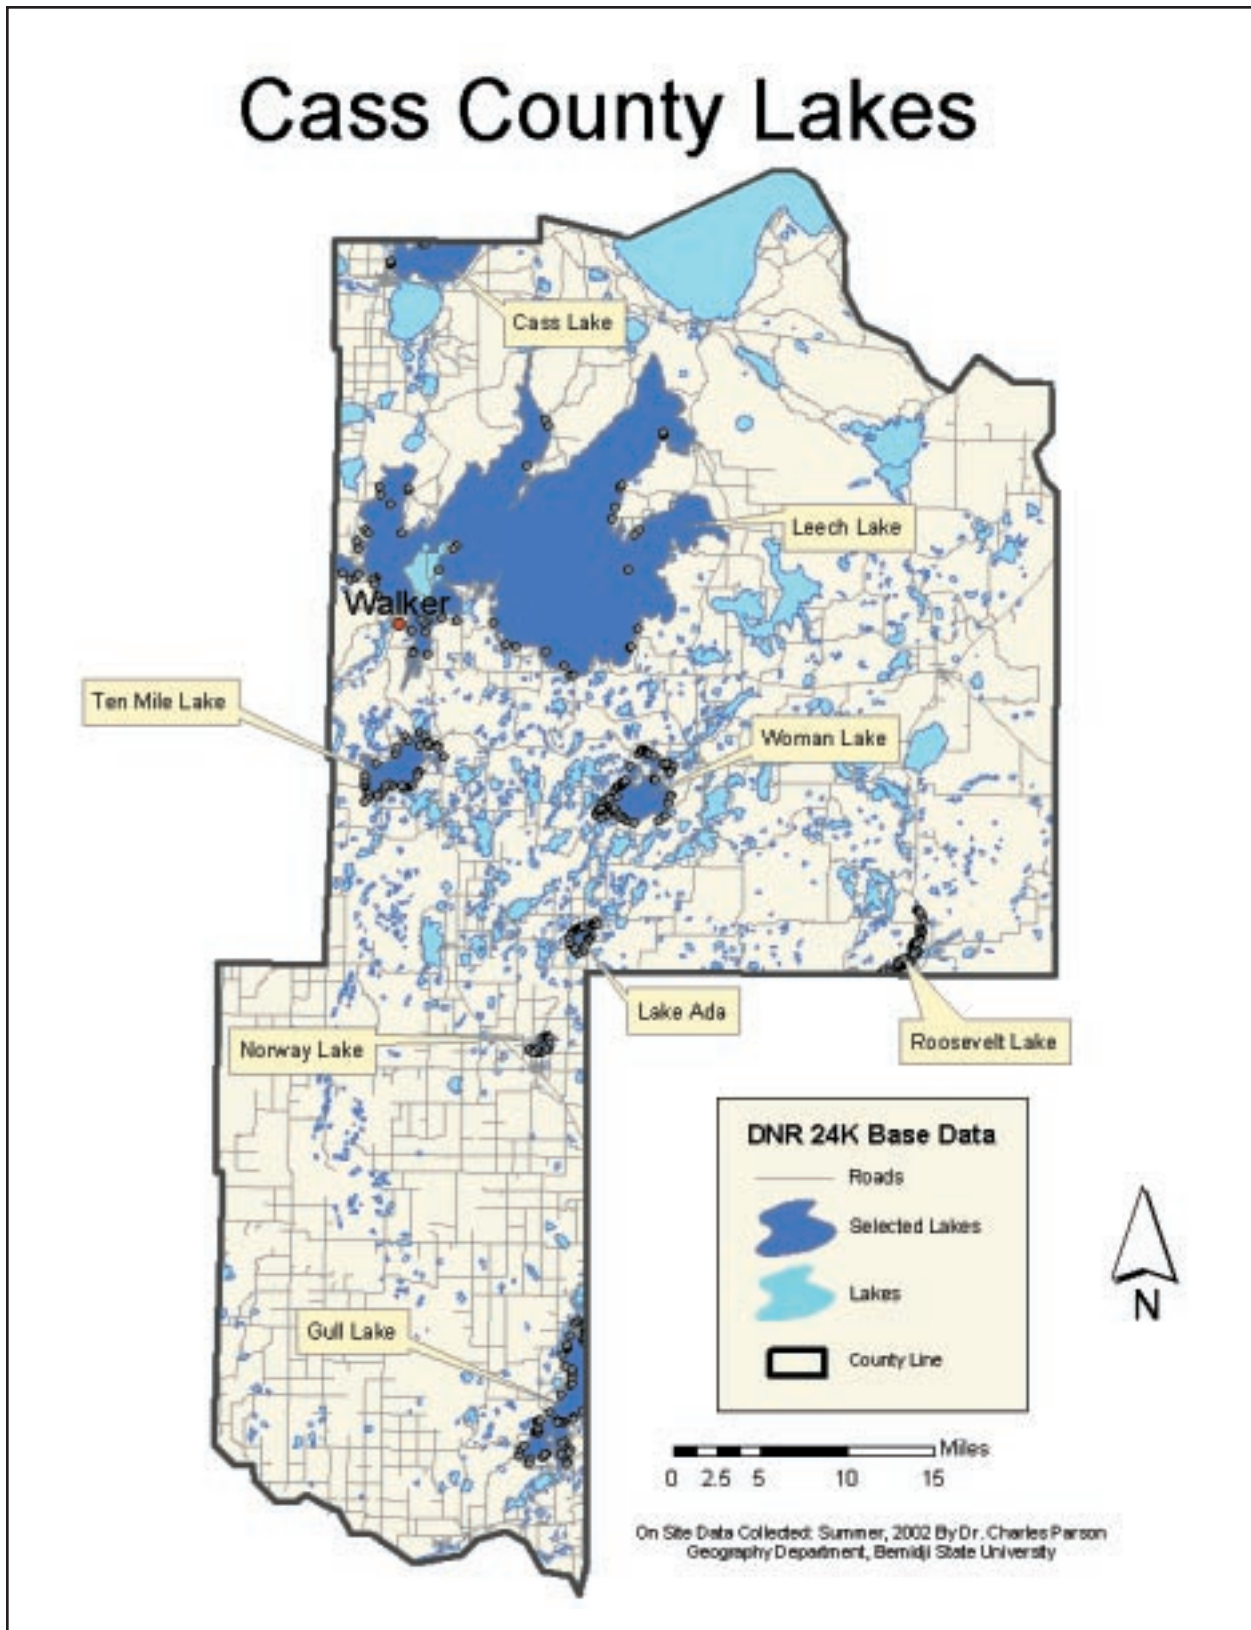 Cass County Lakes
Cass Lake
Leech Lake
Walker
Ten Mile Lake
Woman Lake
Lake Ada
Roosevelt Lake
Norway Lake
Gull Lake
DNR 24K Base Data
Roads
Selected Lakes
Lakes
County Line
N
Miles
0 2.5 5 10 15
On Site Data Collected: Summer, 2002 By Dr. Charles Parson
Geography Department, Bemidji State University